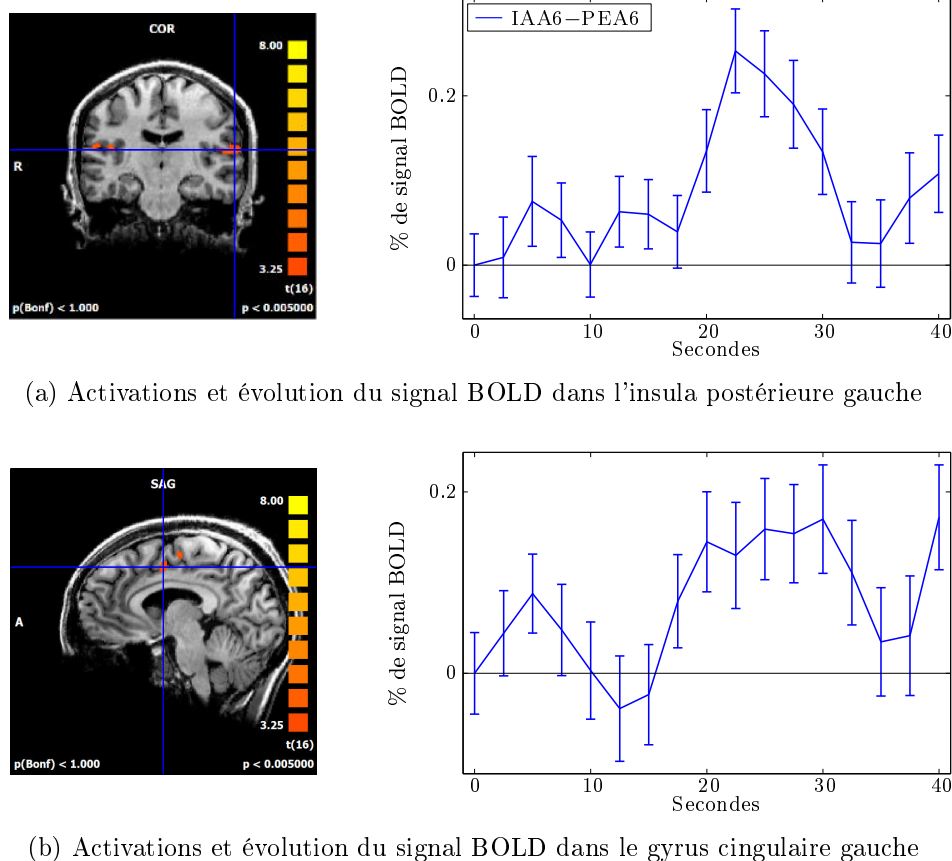 COR
8.00
R
3.25
t(16)
p(Bonf) < 1.000
p < 0.005000
IAA6−PEA6
% de signal BOLD
0.2
0
0
10
20
30
40
Secondes
(a) Activations et évolution du signal BOLD dans l'insula postérieure gauche
SAG
8.00
A
3.25
t(16)
p(Bonf) < 1.000
p < 0.005000
% de signal BOLD
0.2
0
0
10
20
30
40
Secondes
(b) Activations et évolution du signal BOLD dans le gyrus cingulaire gauche